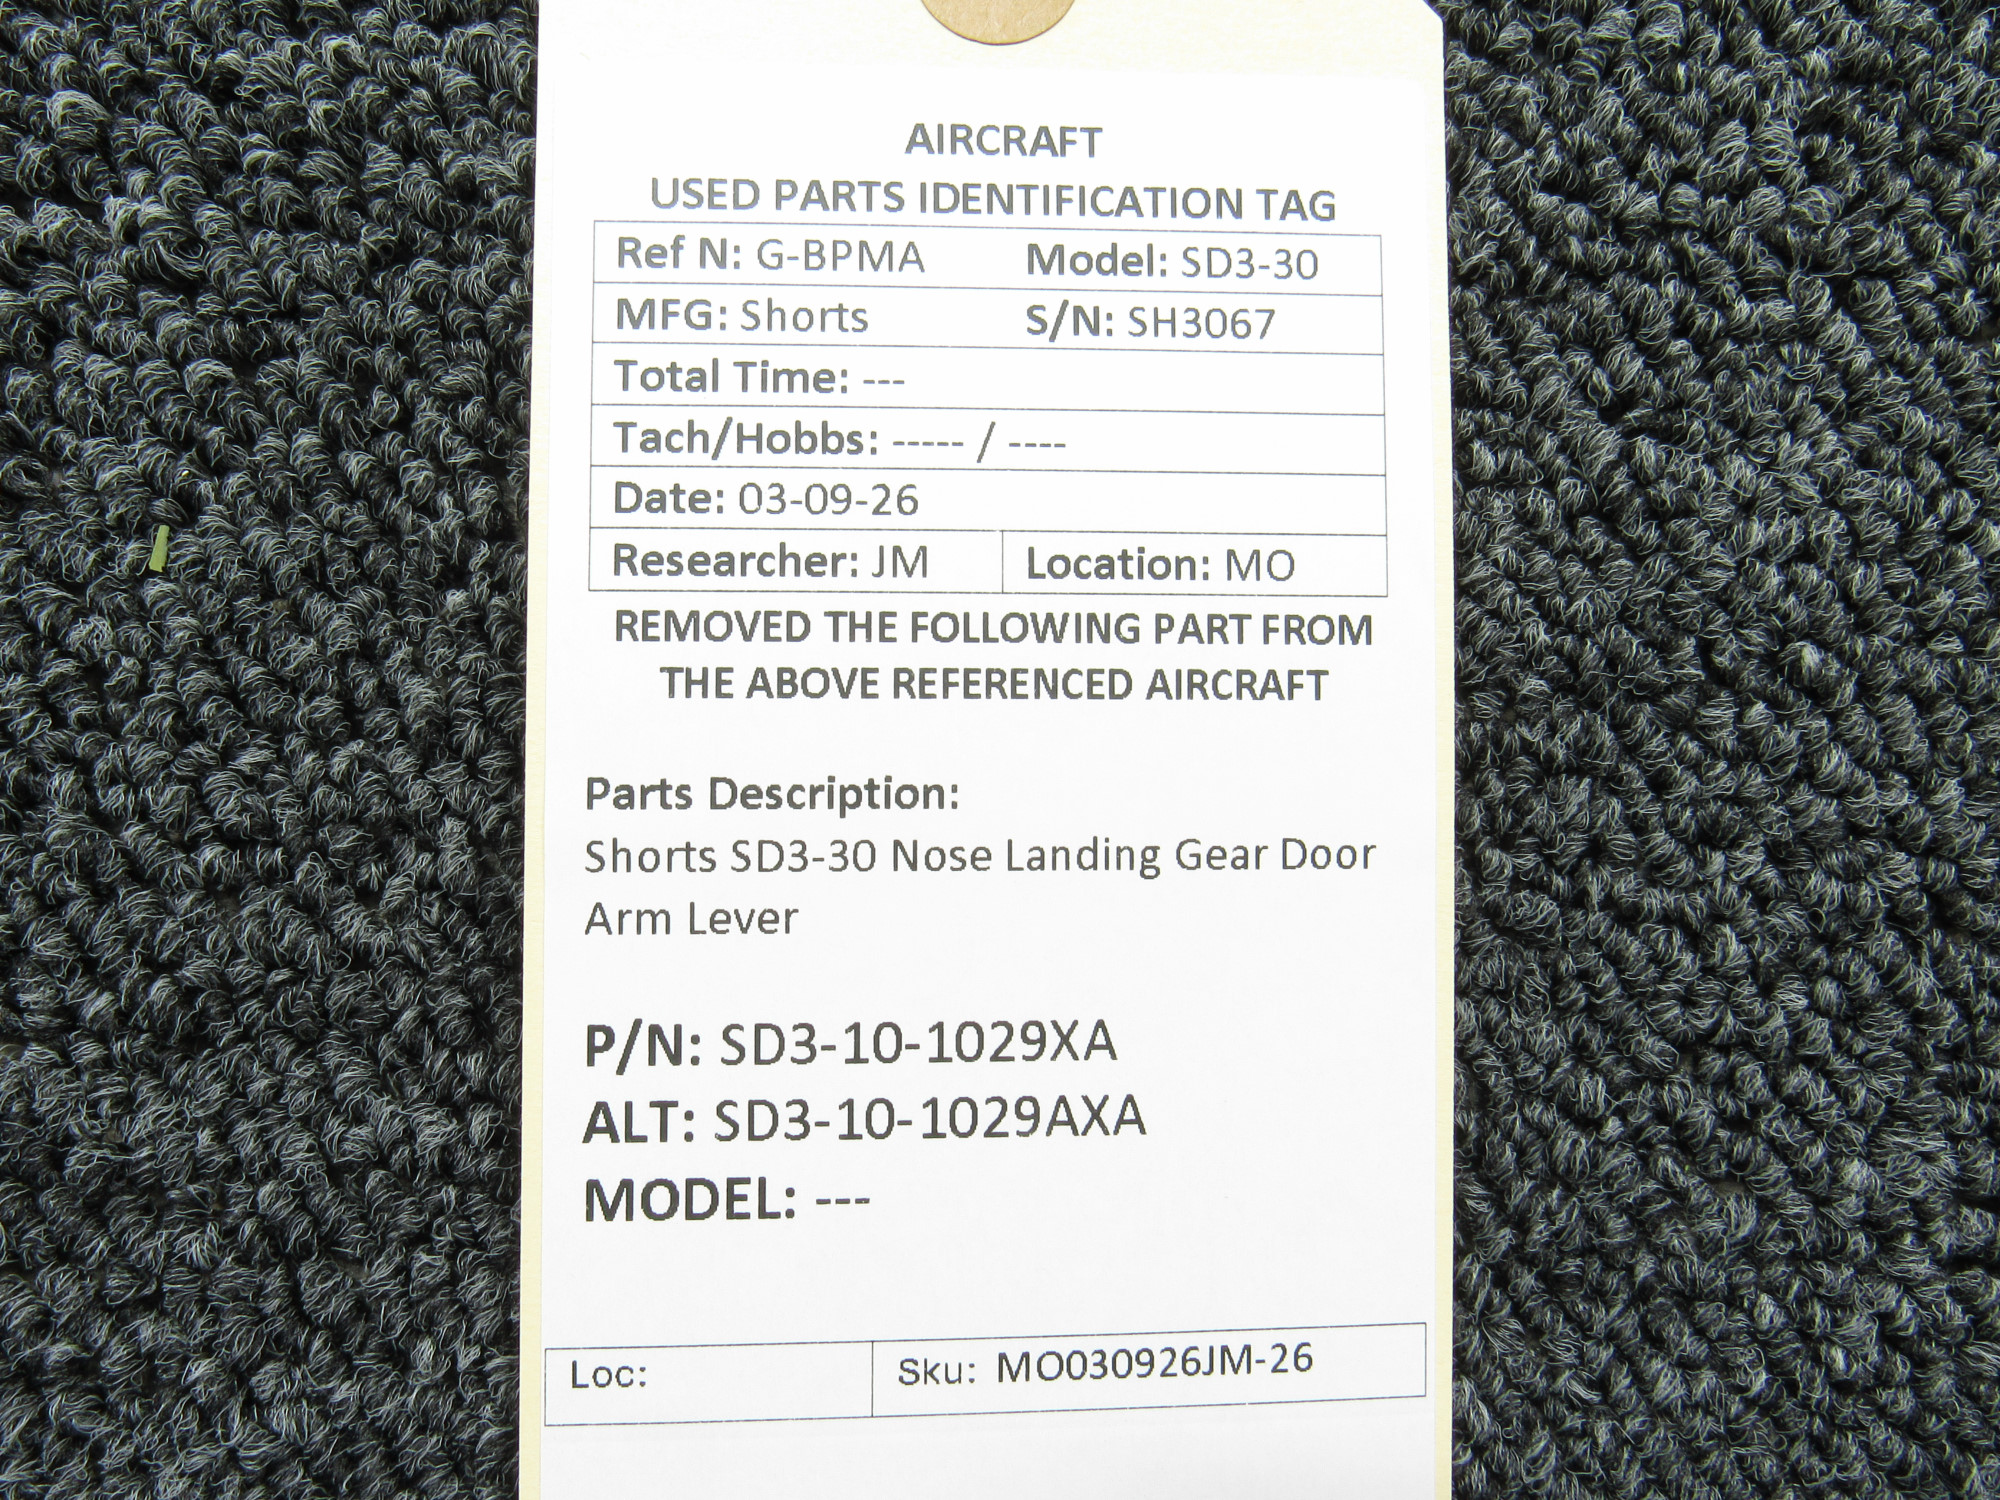 AIRCRAFT
USED PARTS IDENTIFICATION TAG
Ref N: G-BPMA Model: SD3-30
MFG: Shorts S/N: SH3067
Total Time: ---
Tach/Hobbs: ----- / ----
Date: 03-09-26
Researcher: JM Location: MO
REMOVED THE FOLLOWING PART FROM
THE ABOVE REFERENCED AIRCRAFT
Parts Description:
Shorts SD3-30 Nose Landing Gear Door
Arm Lever
P/N: SD3-10-1029XA
ALT: SD3-10-1029AXA
MODEL: ---
Loc: Sku: MO030926JM-26